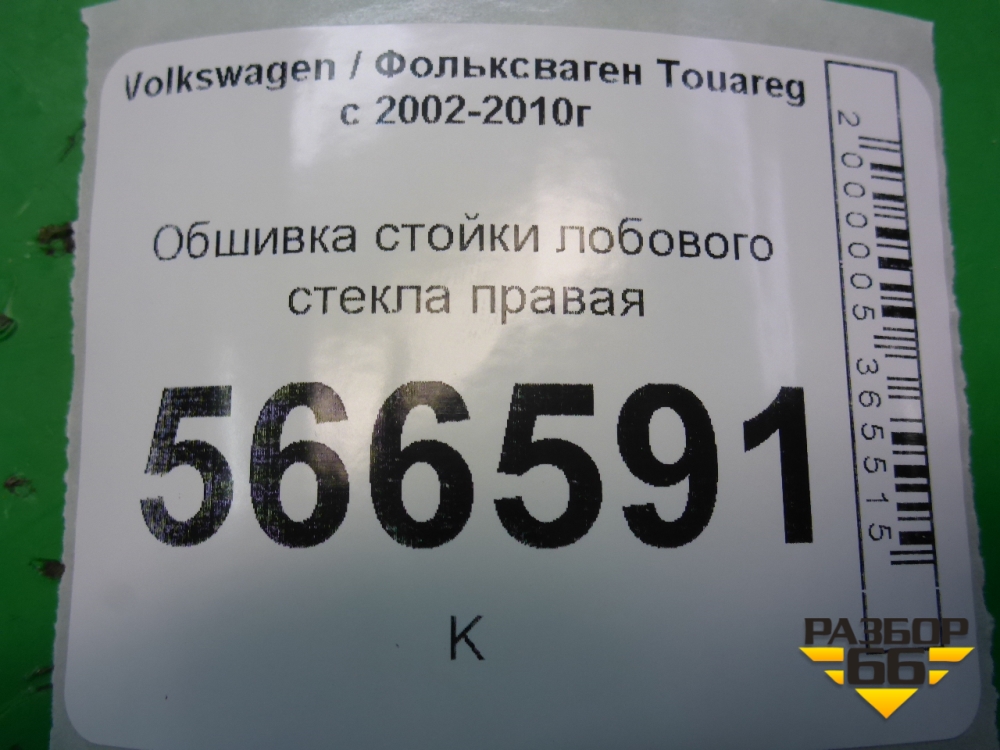 Volkswagen / Фольксваген Touareg
с 2002-2010г
Обшивка стойки лобового
стекла правая
566591
К
2000005365515
РАЗБОР
66